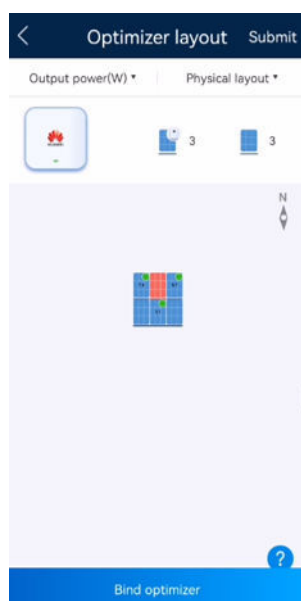 Optimizer layout Submit
Output power(W) Physical layout
3 3
N
?
Bind optimizer